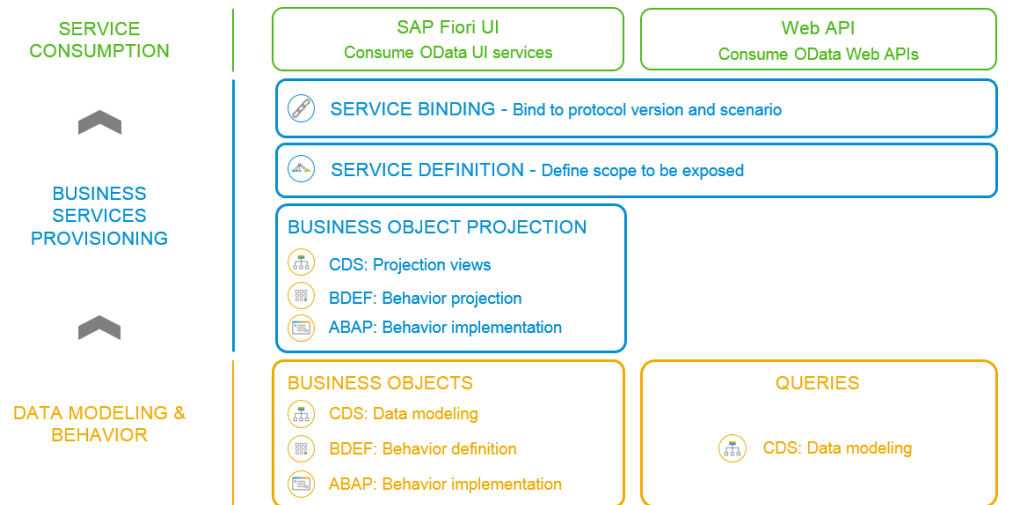 SERVICE
CONSUMPTION
SAP Fiori UI
Consume OData UI services
Web API
Consume OData Web APIs
SERVICE BINDING - Bind to protocol version and scenario
SERVICE DEFINITION - Define scope to be exposed
BUSINESS
SERVICES
PROVISIONING
BUSINESS OBJECT PROJECTION
CDS: Projection views
BDEF: Behavior projection
ABAP: Behavior implementation
DATA MODELING &
BEHAVIOR
BUSINESS OBJECTS
CDS: Data modeling
BDEF: Behavior definition
ABAP: Behavior implementation
QUERIES
CDS: Data modeling